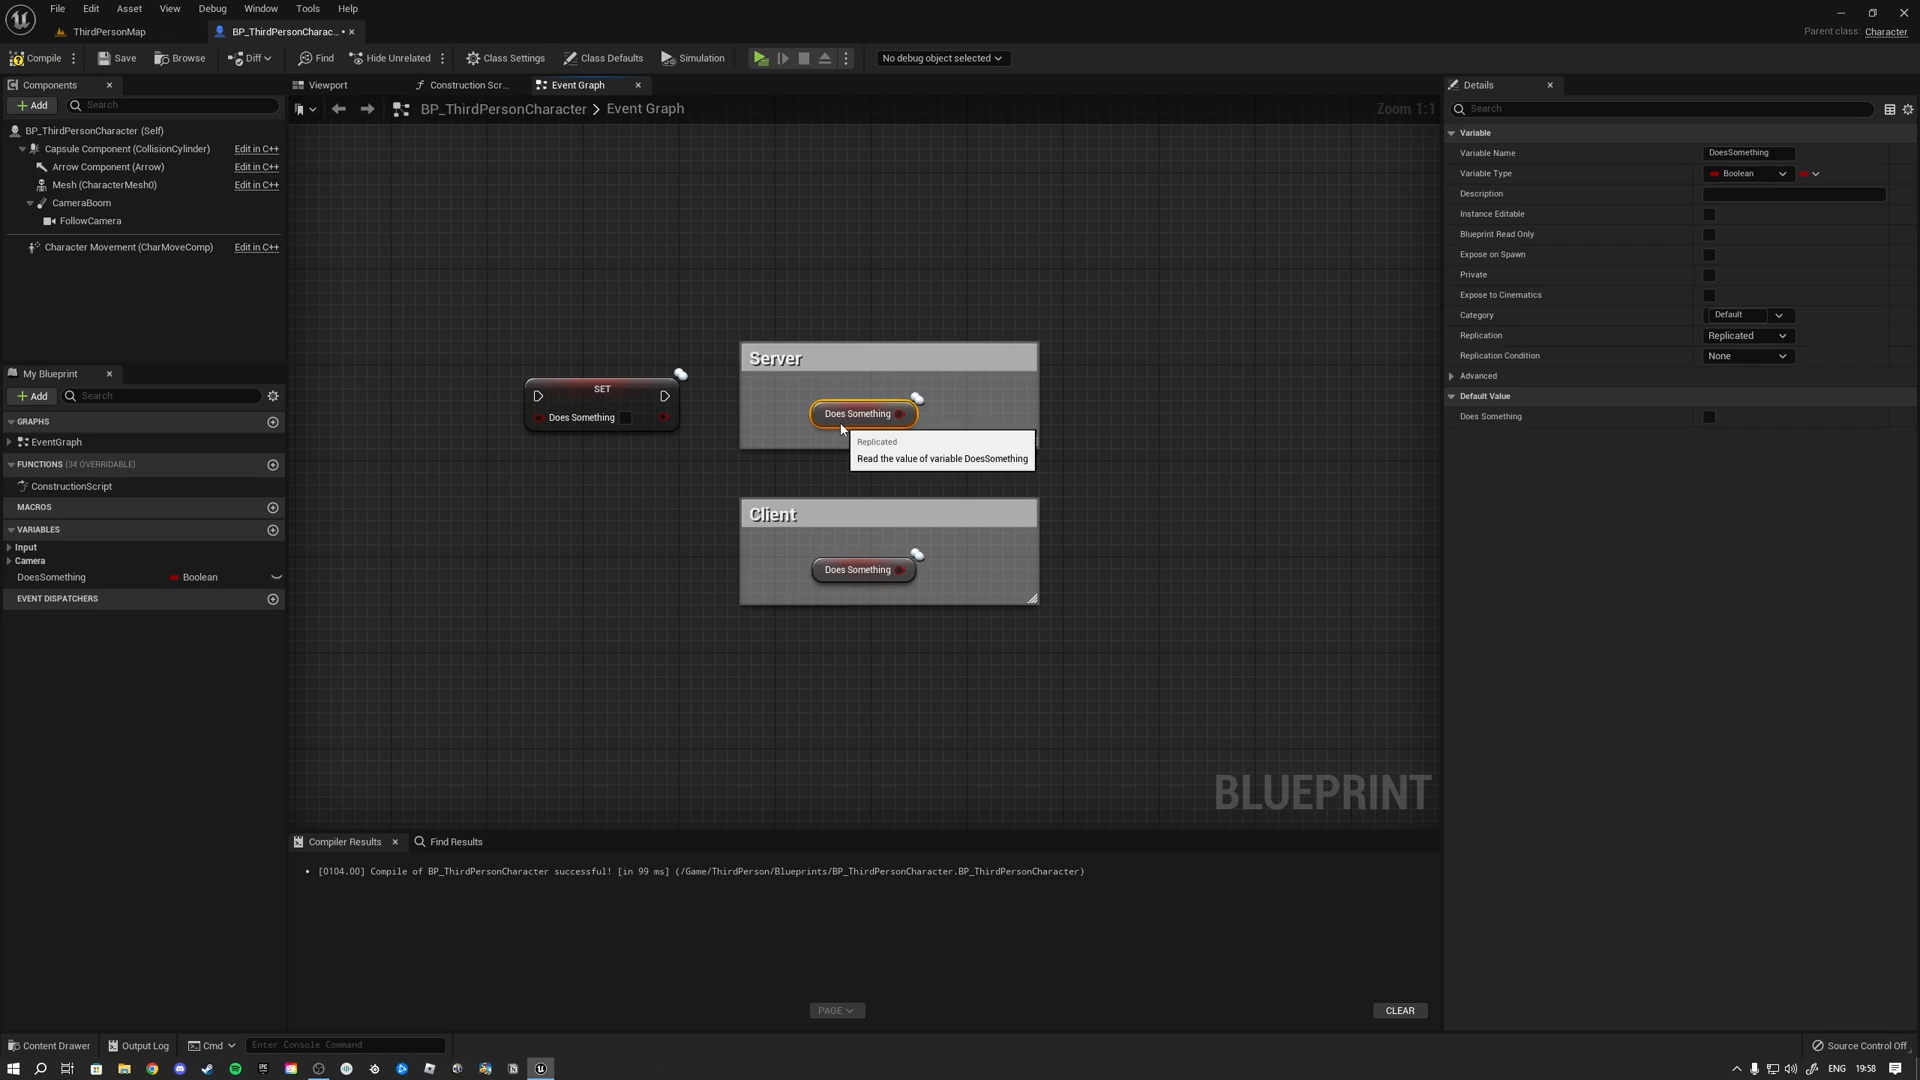 File Edit Asset View Debug Window Tools Help
ThirdPersonMap
BP_ThirdPersonCharac... •
Parent class: Character
Compile Save Browse Diff Find Hide Unrelated Class Settings Class Defaults Simulation No debug object selected
Components
Add Search
BP_ThirdPersonCharacter (Self)
Capsule Component (CollisionCylinder) Edit in C++
Arrow Component (Arrow) Edit in C++
Mesh (CharacterMesh0) Edit in C++
CameraBoom
FollowCamera
Character Movement (CharMoveComp) Edit in C++
My Blueprint
Add Search
GRAPHS
EventGraph
FUNCTIONS (34 OVERRIDABLE)
ConstructionScript
MACROS
VARIABLES
Input
Camera
DoesSomething Boolean
EVENT DISPATCHERS
Viewport Construction Scr... Event Graph
BP_ThirdPersonCharacter > Event Graph
Zoom 1:1
SET
Does Something
Server
Does Something
Replicated
Read the value of variable DoesSomething
Client
Does Something
BLUEPRINT
Compiler Results Find Results
• [0104.00] Compile of BP_ThirdPersonCharacter successful! [in 99 ms] (/Game/ThirdPerson/Blueprints/BP_ThirdPersonCharacter.BP_ThirdPersonCharacter)
PAGE
CLEAR
Details
Search
Variable
Variable Name DoesSomething
Variable Type Boolean
Description
Instance Editable
Blueprint Read Only
Expose on Spawn
Private
Expose to Cinematics
Category Default
Replication Replicated
Replication Condition None
Advanced
Default Value
Does Something
Content Drawer Output Log Cmd Enter Console Command
Source Control Off
ENG 19:58